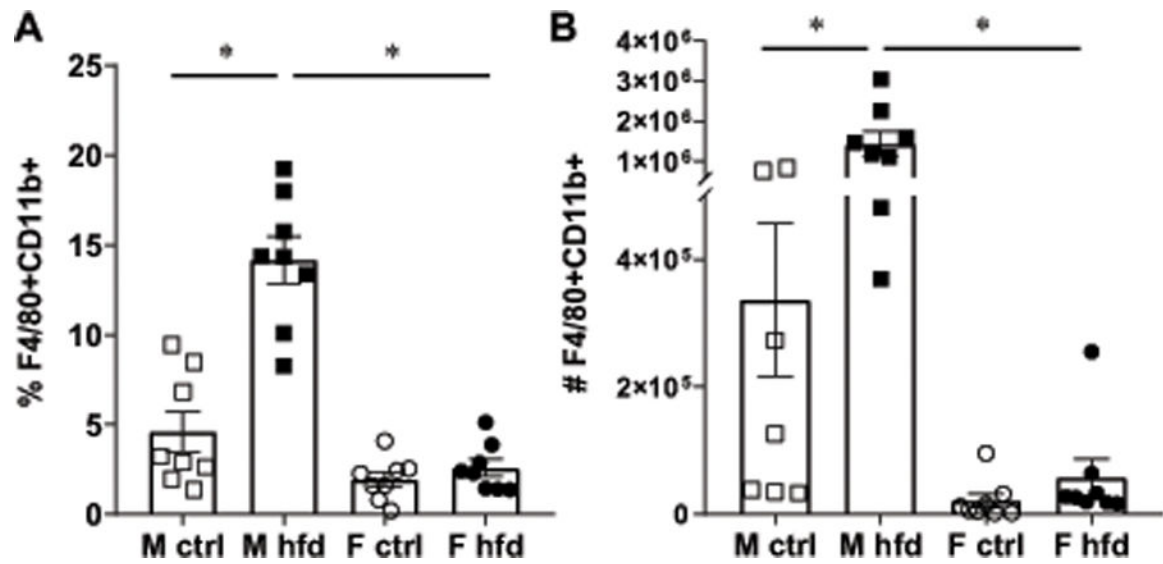 A
*
*
25
20
15
10
5
0
% F4/80+CD11b+
M ctrl M hfd F ctrl F hfd
B
*
*
4×10⁶
3×10⁶
2×10⁶
1×10⁶
4×10⁵
2×10⁵
0
# F4/80+CD11b+
M ctrl M hfd F ctrl F hfd